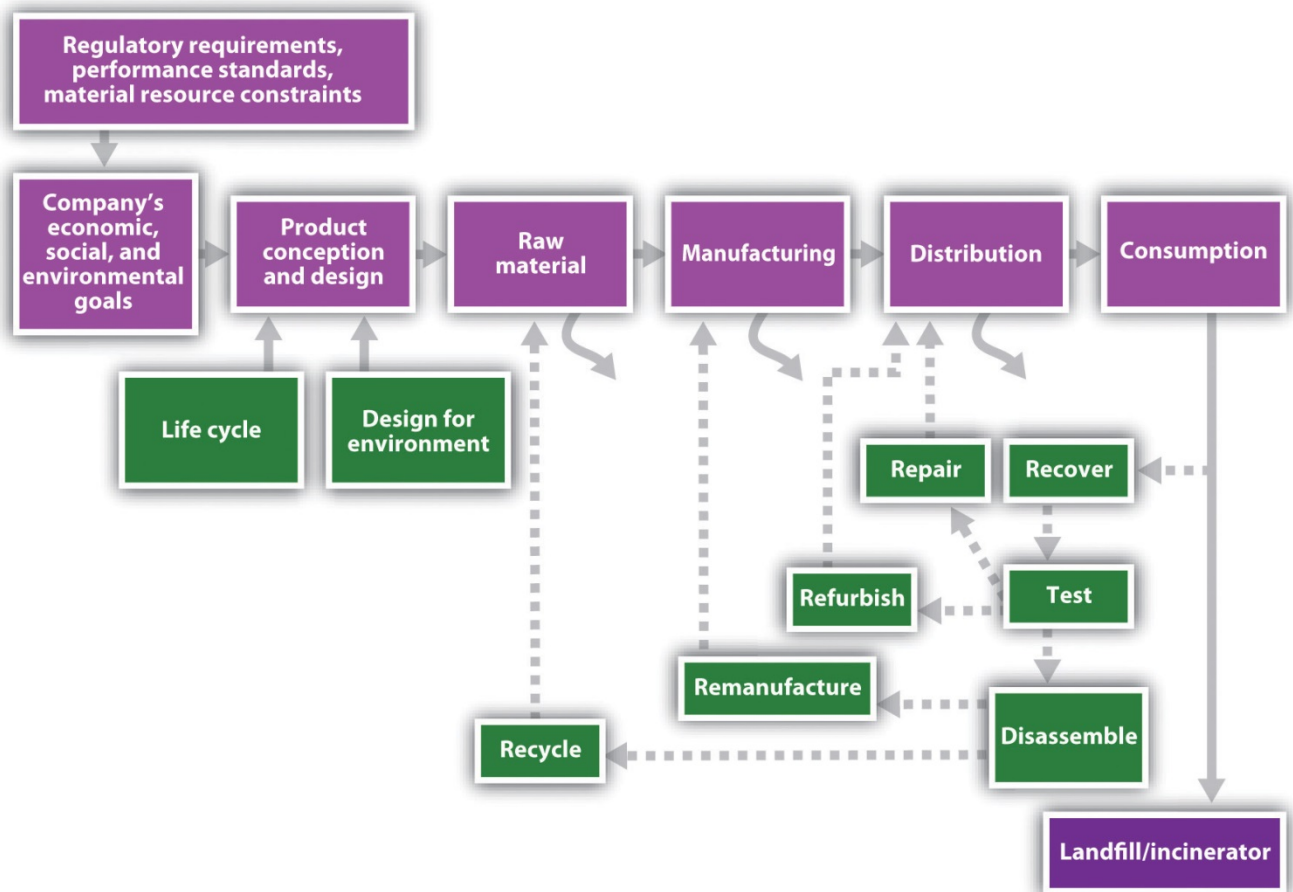 Regulatory requirements,
performance standards,
material resource constraints
Company’s
economic,
social, and
environmental
goals
Product
conception
and design
Raw
material
Manufacturing
Distribution
Consumption
Life cycle
Design for
environment
Repair
Recover
Refurbish
Test
Remanufacture
Disassemble
Recycle
Landfill/incinerator